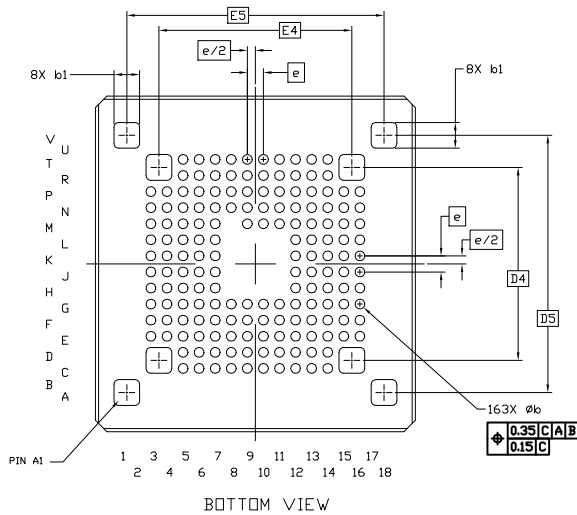 E5
E4
e/2
e
8X b1
8X b1
V
U
T
R
P
N
M
L
K
J
H
G
F
E
D
C
B
A
e
e/2
D4
D5
163X Øb
⌖ 0.35 C A B
0.15 C
PIN A1
1 3 5 7 9 11 13 15 17
2 4 6 8 10 12 14 16 18
BOTTOM VIEW